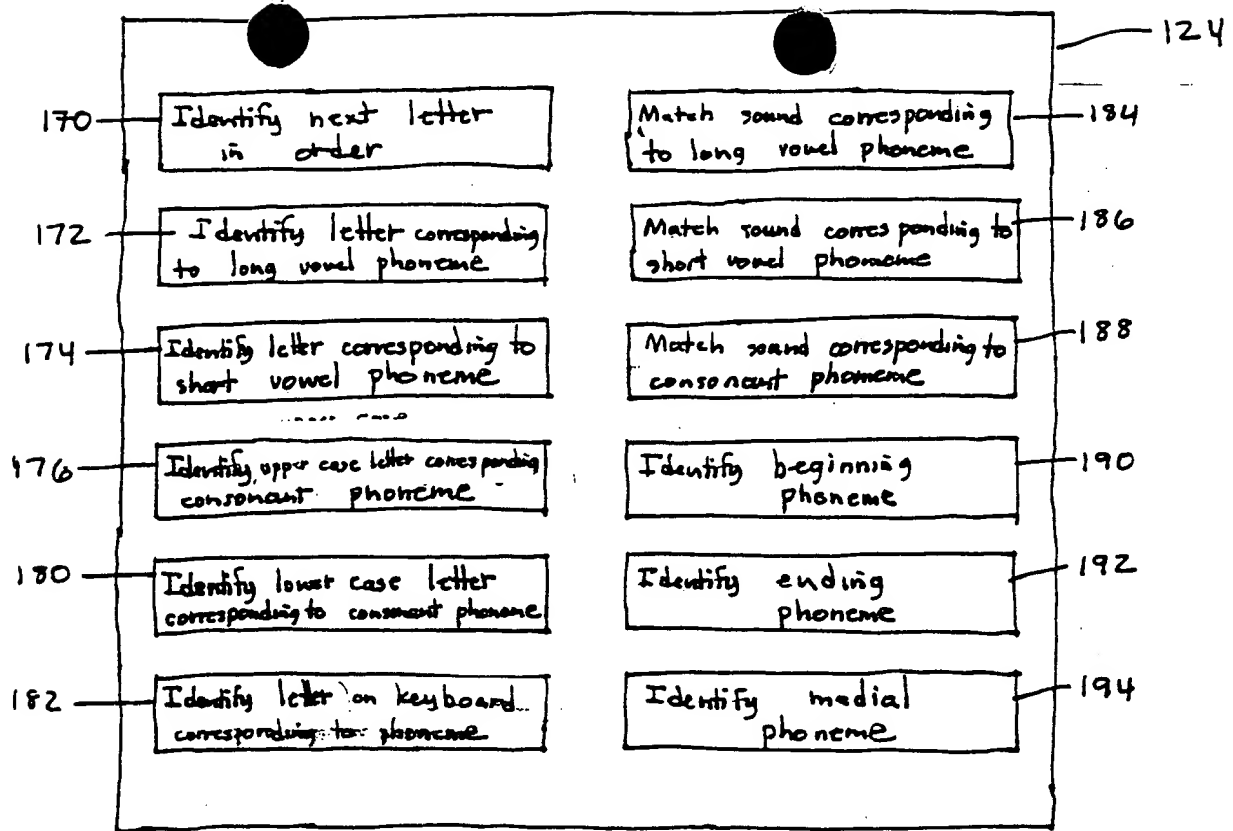 124
170
Identify next letter
in order
172
Identify letter corresponding
to long vowel phoneme
174
Identify letter corresponding to
short vowel phoneme
176
Identify upper case letter corresponding
consonant phoneme
180
Identify lower case letter
corresponding to consonant phoneme
182
Identify letter on keyboard
corresponding to phoneme
184
Match sound corresponding
to long vowel phoneme
186
Match sound corresponding to
short vowel phoneme
188
Match sound corresponding to
consonant phoneme
190
Identify beginning
phoneme
192
Identify ending
phoneme
194
Identify medial
phoneme